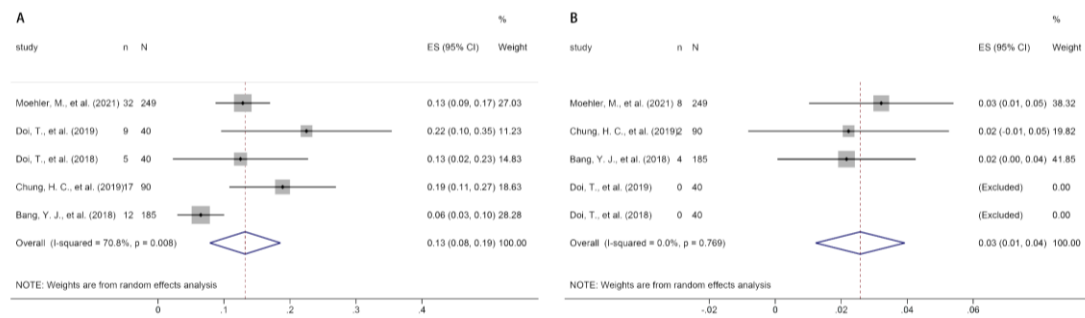 A
%
study n N ES (95% CI) Weight
Moehler, M., et al. (2021) 32 249 0.13 (0.09, 0.17) 27.03
Doi, T., et al. (2019) 9 40 0.22 (0.10, 0.35) 11.23
Doi, T., et al. (2018) 5 40 0.13 (0.02, 0.23) 14.83
Chung, H. C., et al. (2019)17 90 0.19 (0.11, 0.27) 18.63
Bang, Y. J., et al. (2018) 12 185 0.06 (0.03, 0.10) 28.28
Overall (I-squared = 70.8%, p = 0.008) 0.13 (0.08, 0.19) 100.00
NOTE: Weights are from random effects analysis
0 .1 .2 .3 .4
B
%
study n N ES (95% CI) Weight
Moehler, M., et al. (2021) 8 249 0.03 (0.01, 0.05) 38.32
Chung, H. C., et al. (2019)2 90 0.02 (-0.01, 0.05) 19.82
Bang, Y. J., et al. (2018) 4 185 0.02 (0.00, 0.04) 41.85
Doi, T., et al. (2019) 0 40 (Excluded) 0.00
Doi, T., et al. (2018) 0 40 (Excluded) 0.00
Overall (I-squared = 0.0%, p = 0.769) 0.03 (0.01, 0.04) 100.00
NOTE: Weights are from random effects analysis
-.02 0 .02 .04 .06